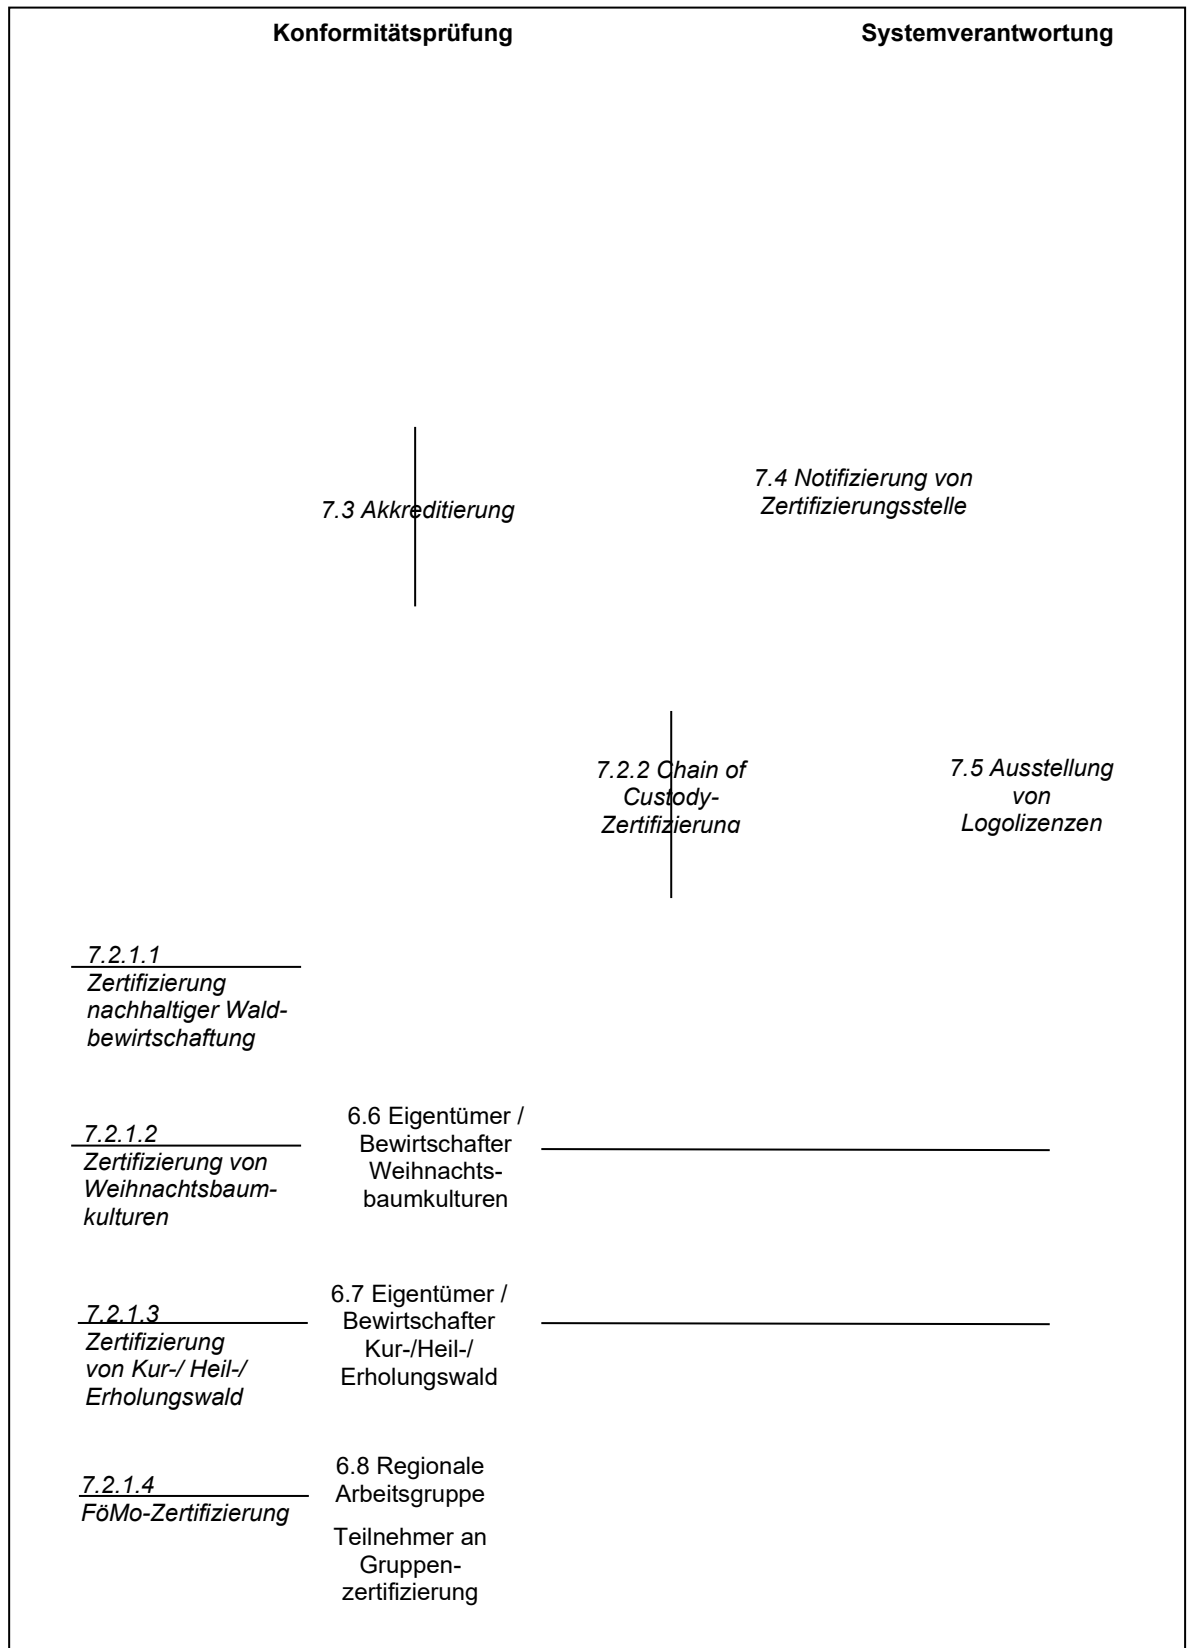 Konformitätsprüfung
Systemverantwortung
7.3 Akkreditierung
7.4 Notifizierung von
Zertifizierungsstelle
7.2.2 Chain of
Custody-
Zertifizierung
7.5 Ausstellung
von
Logolizenzen
7.2.1.1
Zertifizierung
nachhaltiger Wald-
bewirtschaftung
7.2.1.2
Zertifizierung von
Weihnachtsbaum-
kulturen
6.6 Eigentümer /
Bewirtschafter
Weihnachts-
baumkulturen
7.2.1.3
Zertifizierung
von Kur-/ Heil-/
Erholungswald
6.7 Eigentümer /
Bewirtschafter
Kur-/Heil-/
Erholungswald
7.2.1.4
FöMo-Zertifizierung
6.8 Regionale
Arbeitsgruppe
Teilnehmer an
Gruppen-
zertifizierung